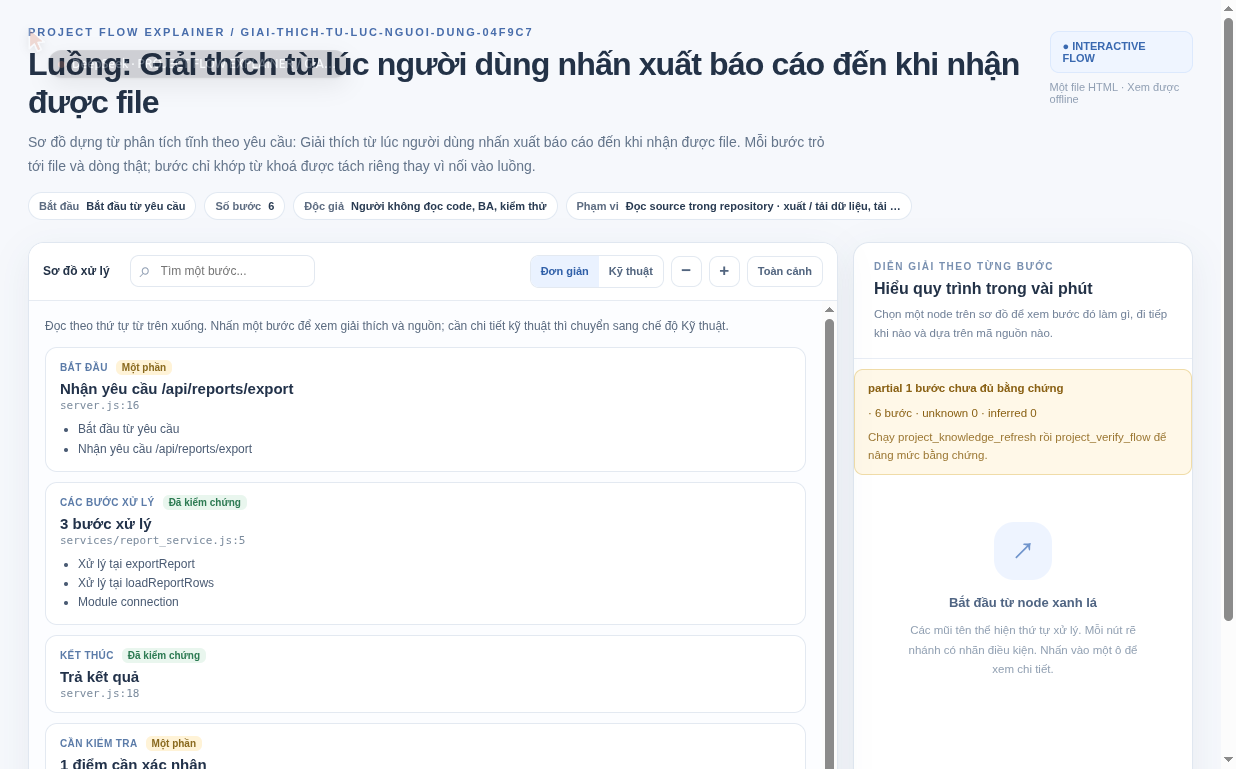 PROJECT FLOW EXPLAINER / GIAI-THICH-TU-LUC-NGUOI-DUNG-04F9C7
Luồng: Giải thích từ lúc người dùng nhấn xuất báo cáo đến khi nhận
được file
● INTERACTIVE
FLOW
Một file HTML · Xem được
offline
Sơ đồ dựng từ phân tích tĩnh theo yêu cầu: Giải thích từ lúc người dùng nhấn xuất báo cáo đến khi nhận được file. Mỗi bước trỏ
tới file và dòng thật; bước chỉ khớp từ khoá được tách riêng thay vì nối vào luồng.
Bắt đầu Bắt đầu từ yêu cầu
Số bước 6
Độc giả Người không đọc code, BA, kiểm thử
Phạm vi Đọc source trong repository · xuất / tải dữ liệu, tải ...
Sơ đồ xử lý
Tìm một bước...
Đơn giản
Kỹ thuật
−
+
Toàn cảnh
Đọc theo thứ tự từ trên xuống. Nhấn một bước để xem giải thích và nguồn; cần chi tiết kỹ thuật thì chuyển sang chế độ Kỹ thuật.
BẮT ĐẦU Một phần
Nhận yêu cầu /api/reports/export
server.js:16
Bắt đầu từ yêu cầu
Nhận yêu cầu /api/reports/export
CÁC BƯỚC XỬ LÝ Đã kiểm chứng
3 bước xử lý
services/report_service.js:5
Xử lý tại exportReport
Xử lý tại loadReportRows
Module connection
KẾT THÚC Đã kiểm chứng
Trả kết quả
server.js:18
CẦN KIỂM TRA Một phần
1 điểm cần xác nhận
DIỄN GIẢI THEO TỪNG BƯỚC
Hiểu quy trình trong vài phút
Chọn một node trên sơ đồ để xem bước đó làm gì, đi tiếp
khi nào và dựa trên mã nguồn nào.
partial 1 bước chưa đủ bằng chứng
· 6 bước · unknown 0 · inferred 0
Chạy project_knowledge_refresh rồi project_verify_flow để
nâng mức bằng chứng.
Bắt đầu từ node xanh lá
Các mũi tên thể hiện thứ tự xử lý. Mỗi nút rẽ
nhánh có nhãn điều kiện. Nhấn vào một ô để
xem chi tiết.